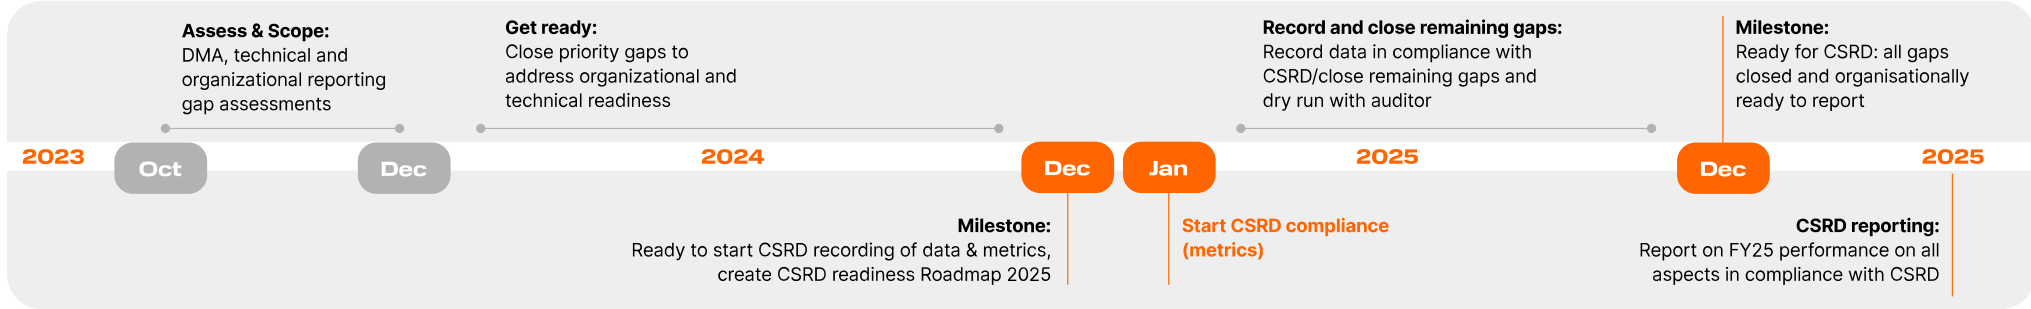 Assess & Scope:
DMA, technical and
organizational reporting
gap assessments
Get ready:
Close priority gaps to
address organizational and
technical readiness
Record and close remaining gaps:
Record data in compliance with
CSRD/close remaining gaps and
dry run with auditor
Milestone:
Ready for CSRD: all gaps
closed and organisationally
ready to report
2023
Oct
Dec
2024
Dec
Jan
2025
Dec
2025
Milestone:
Ready to start CSRD recording of data & metrics,
create CSRD readiness Roadmap 2025
Start CSRD compliance
(metrics)
CSRD reporting:
Report on FY25 performance on all
aspects in compliance with CSRD